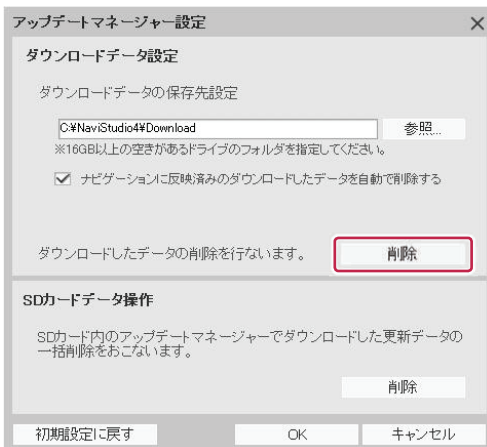 アップデートマネージャー設定
ダウンロードデータ設定
ダウンロードデータの保存先設定
C:¥NaviStudio4¥Download
参照...
※16GB以上の空きがあるドライブのフォルダを指定してください。
ナビゲーションに反映済みのダウンロードしたデータを自動で削除する
ダウンロードしたデータの削除を行ないます。
削除
SDカードデータ操作
SDカード内のアップデートマネージャーでダウンロードした更新データの
一括削除をおこないます。
削除
初期設定に戻す
OK
キャンセル